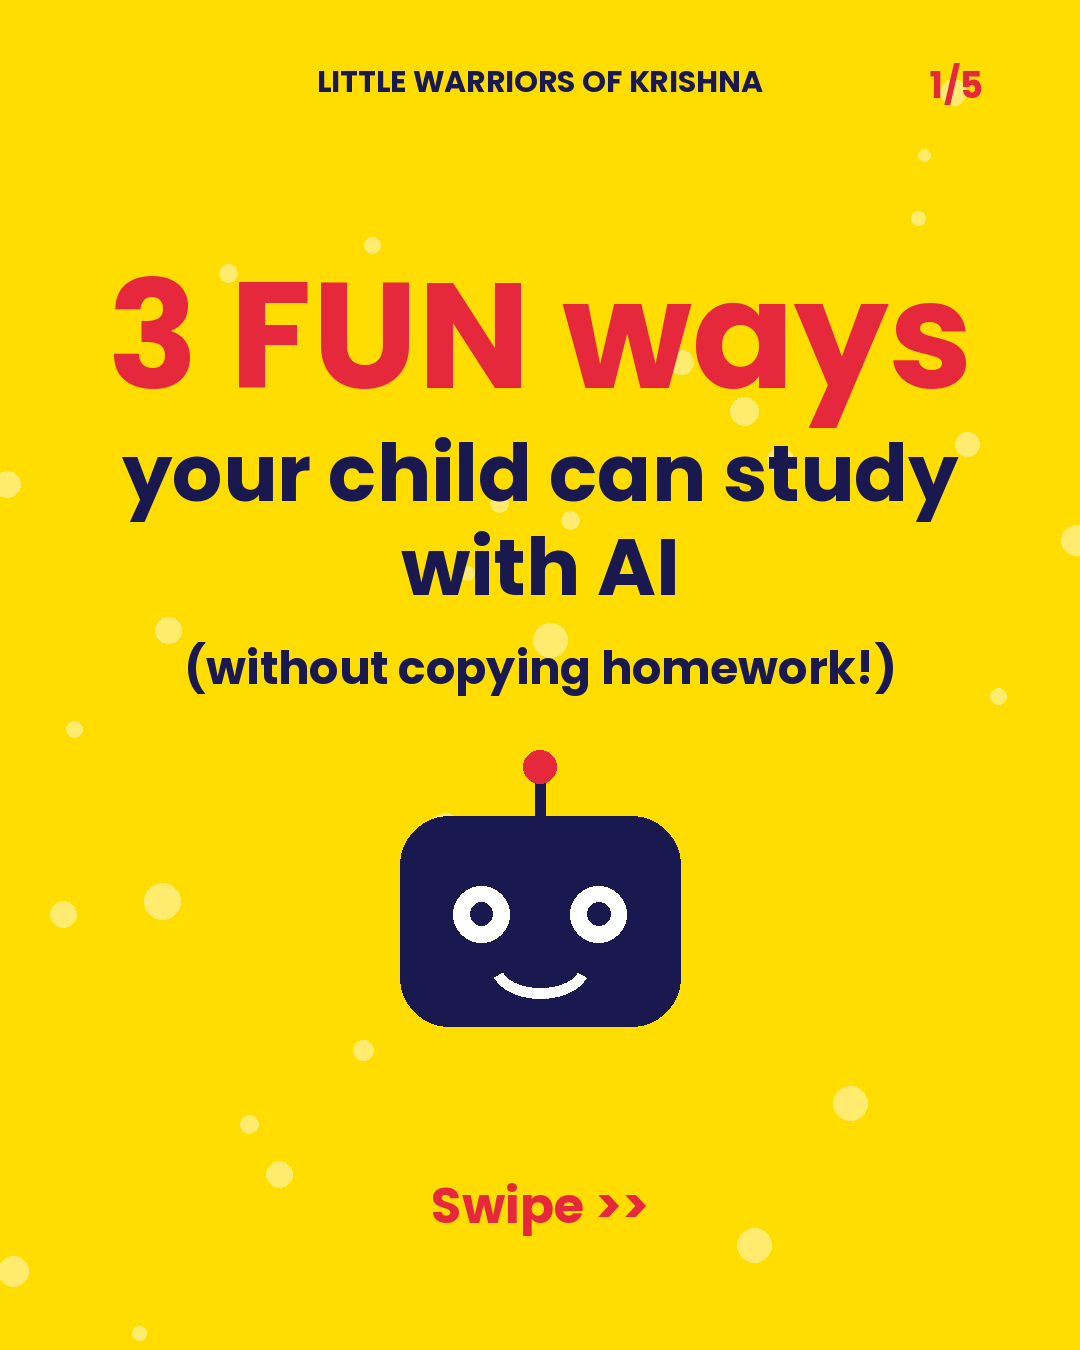 LITTLE WARRIORS OF KRISHNA
1/5
3 FUN ways
your child can study
with AI
(without copying homework!)
Swipe >>